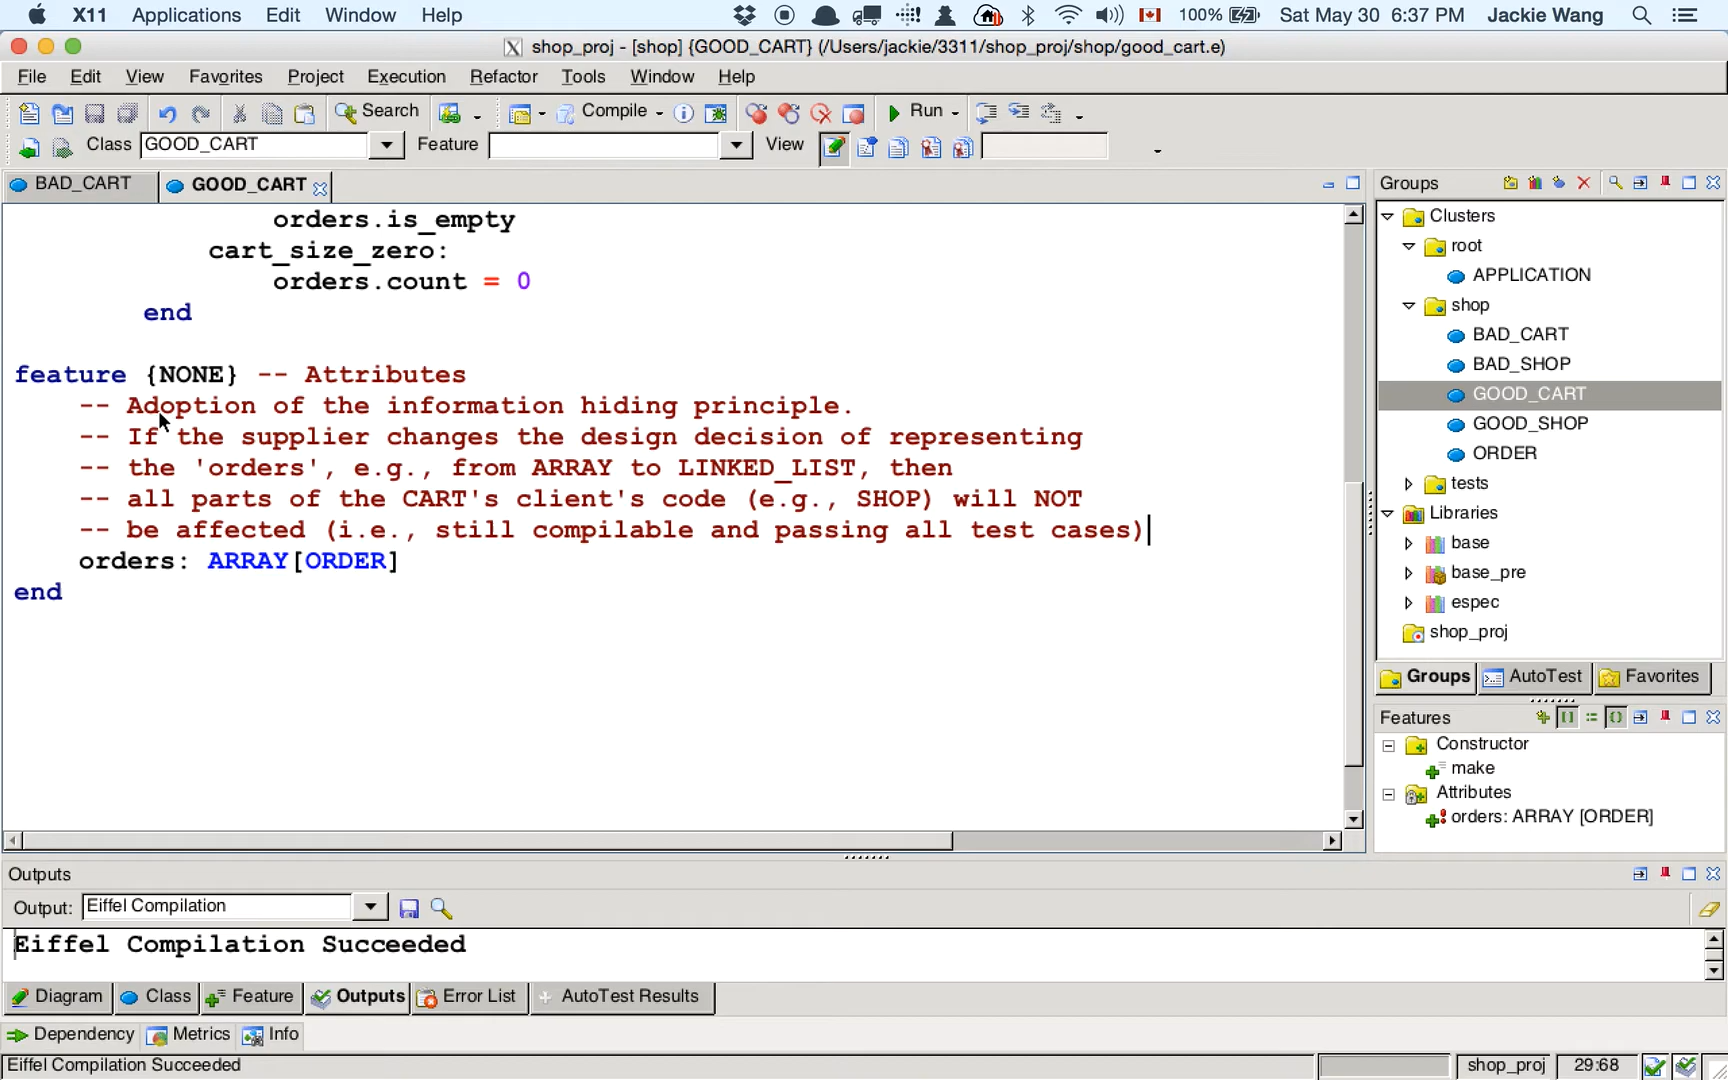 X11 Applications Edit Window Help 100% Sat May 30 6:37 PM Jackie Wang
shop_proj - [shop] {GOOD_CART} (/Users/jackie/3311/shop_proj/shop/good_cart.e)
File Edit View Favorites Project Execution Refactor Tools Window Help
Search Compile Run
Class GOOD_CART Feature View
BAD_CART GOOD_CART
orders.is_empty
cart_size_zero:
orders.count = 0
end
feature {NONE} -- Attributes
-- Adoption of the information hiding principle.
-- If the supplier changes the design decision of representing
-- the 'orders', e.g., from ARRAY to LINKED_LIST, then
-- all parts of the CART's client's code (e.g., SHOP) will NOT
-- be affected (i.e., still compilable and passing all test cases)
orders: ARRAY[ORDER]
end
Groups
Clusters
root
APPLICATION
shop
BAD_CART
BAD_SHOP
GOOD_CART
GOOD_SHOP
ORDER
tests
Libraries
base
base_pre
espec
shop_proj
Groups AutoTest Favorites
Features
Constructor
make
Attributes
orders: ARRAY [ORDER]
Outputs
Output: Eiffel Compilation
Eiffel Compilation Succeeded
Diagram Class Feature Outputs Error List AutoTest Results
Dependency Metrics Info
Eiffel Compilation Succeeded shop_proj 29:68